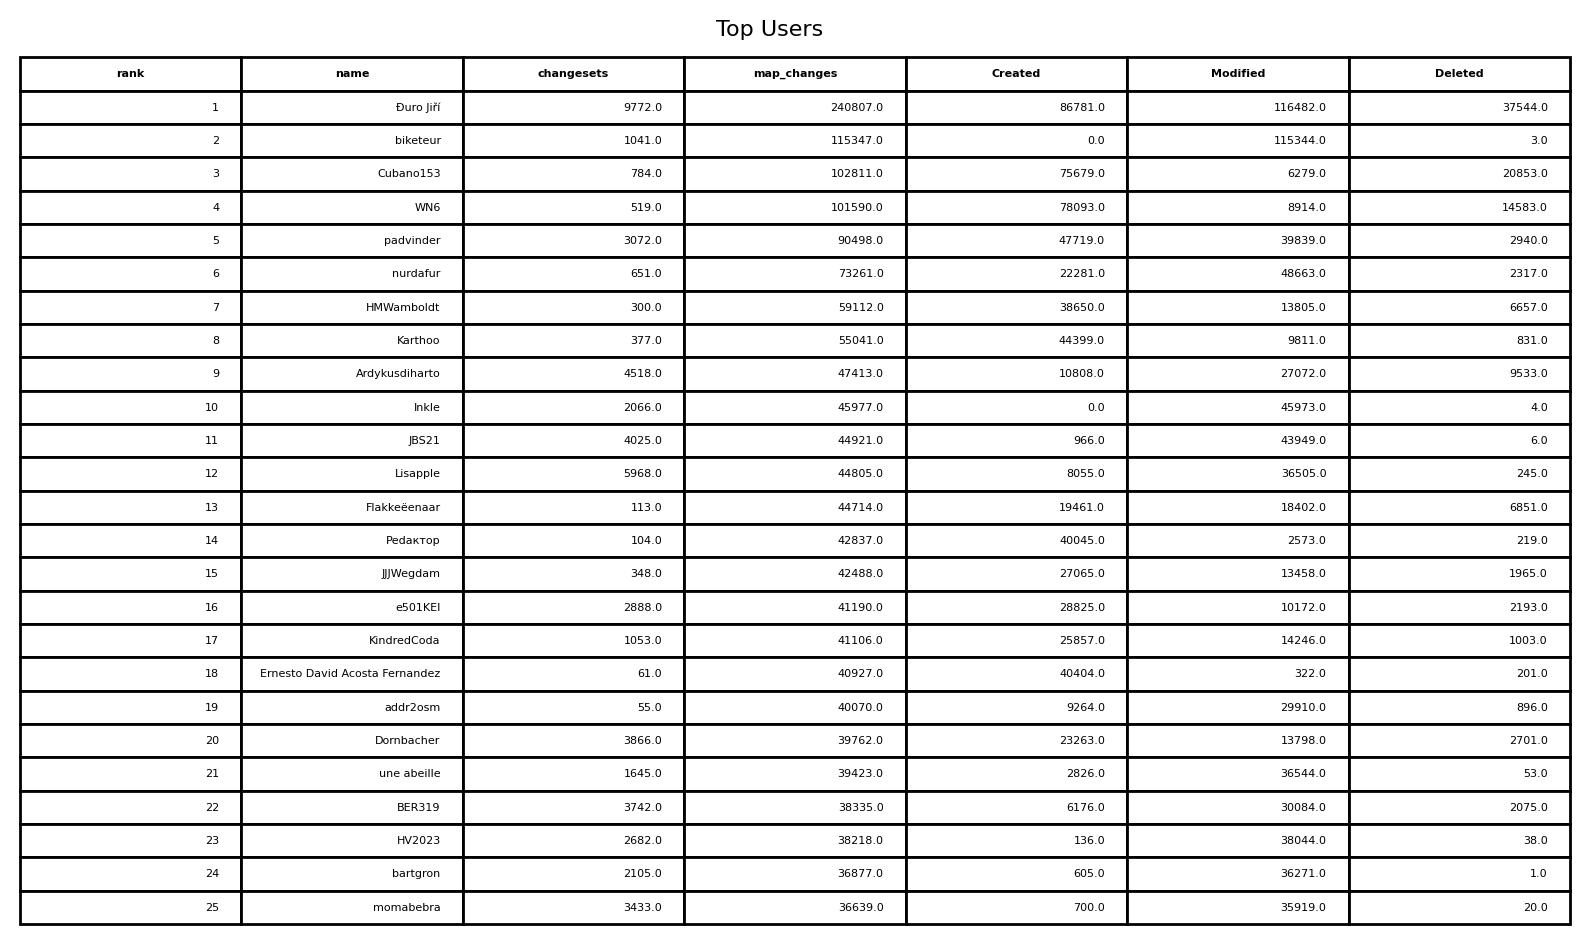 Top Users
rank name changesets map_changes Created Modified Deleted
1 Đuro Jiří 9772.0 240807.0 86781.0 116482.0 37544.0
2 biketeur 1041.0 115347.0 0.0 115344.0 3.0
3 Cubano153 784.0 102811.0 75679.0 6279.0 20853.0
4 WN6 519.0 101590.0 78093.0 8914.0 14583.0
5 padvinder 3072.0 90498.0 47719.0 39839.0 2940.0
6 nurdafur 651.0 73261.0 22281.0 48663.0 2317.0
7 HMWamboldt 300.0 59112.0 38650.0 13805.0 6657.0
8 Karthoo 377.0 55041.0 44399.0 9811.0 831.0
9 Ardykusdiharto 4518.0 47413.0 10808.0 27072.0 9533.0
10 Inkle 2066.0 45977.0 0.0 45973.0 4.0
11 JBS21 4025.0 44921.0 966.0 43949.0 6.0
12 Lisapple 5968.0 44805.0 8055.0 36505.0 245.0
13 Flakkeëenaar 113.0 44714.0 19461.0 18402.0 6851.0
14 Редактор 104.0 42837.0 40045.0 2573.0 219.0
15 JJJWegdam 348.0 42488.0 27065.0 13458.0 1965.0
16 e501KEI 2888.0 41190.0 28825.0 10172.0 2193.0
17 KindredCoda 1053.0 41106.0 25857.0 14246.0 1003.0
18 Ernesto David Acosta Fernandez 61.0 40927.0 40404.0 322.0 201.0
19 addr2osm 55.0 40070.0 9264.0 29910.0 896.0
20 Dornbacher 3866.0 39762.0 23263.0 13798.0 2701.0
21 une abeille 1645.0 39423.0 2826.0 36544.0 53.0
22 BER319 3742.0 38335.0 6176.0 30084.0 2075.0
23 HV2023 2682.0 38218.0 136.0 38044.0 38.0
24 bartgron 2105.0 36877.0 605.0 36271.0 1.0
25 momabebra 3433.0 36639.0 700.0 35919.0 20.0